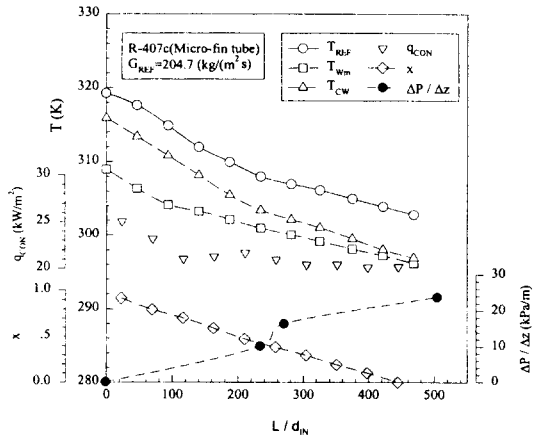 R-407c(Micro-fin tube)
G_REF=204.7 (kg/(m² s)
T_REF
T_Wm
T_CW
q_CON
x
ΔP / Δz
330
320
310
300
290
280
T (K)
30
25
20
q_CON (kW/m²)
1.0
.5
0.0
x
30
20
10
0
ΔP / Δz (kPa/m)
0
100
200
300
400
500
L / d_IN